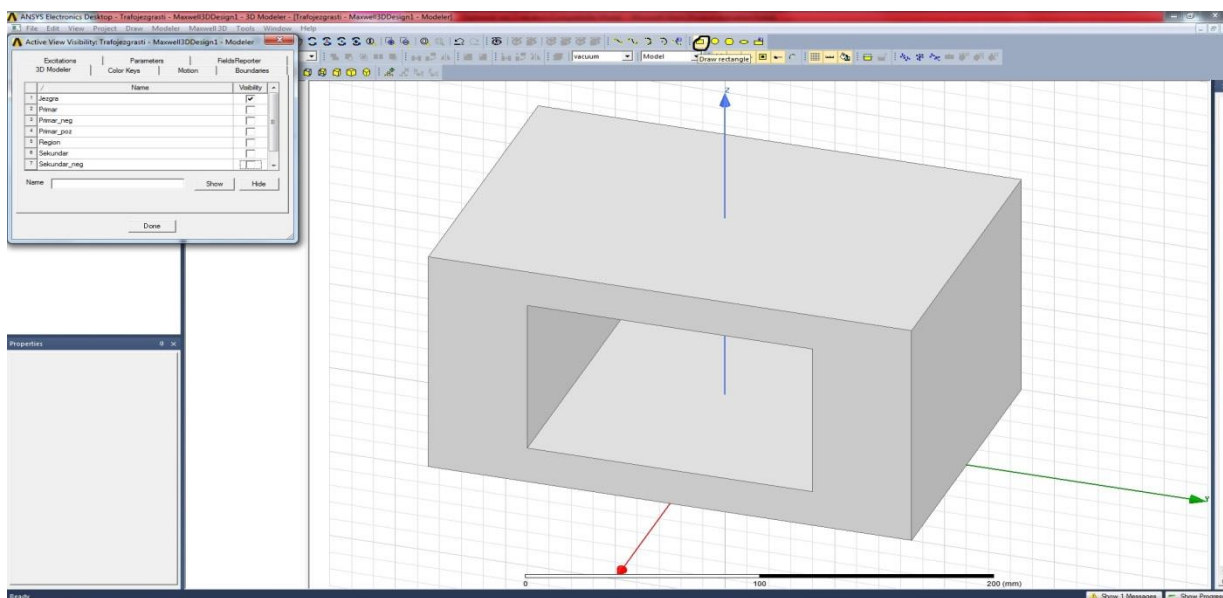 ANSYS Electronics Desktop - Trafojezgrasti - Maxwell3DDesign1 - 3D Modeler - [Trafojezgrasti - Maxwell3DDesign1 - Modeler]
File Edit View Project Draw Modeler Maxwell 3D Tools Window Help
Active View Visibility: Trafojezgrasti - Maxwell3DDesign1 - Modeler
Excitations Parameters FieldsReporter
3D Modeler Color Keys Motion Boundaries
vacuum Model
Draw rectangle
Name Visibility
1 Jezgre
2 Primar
3 Primar_neg
4 Primar_poz
5 Region
6 Sekundar
7 Sekundar_neg
Name Show Hide
Done
Z
Properties
Y
0 100 200 (mm)
Ready
Show 1 Messages Show Progress